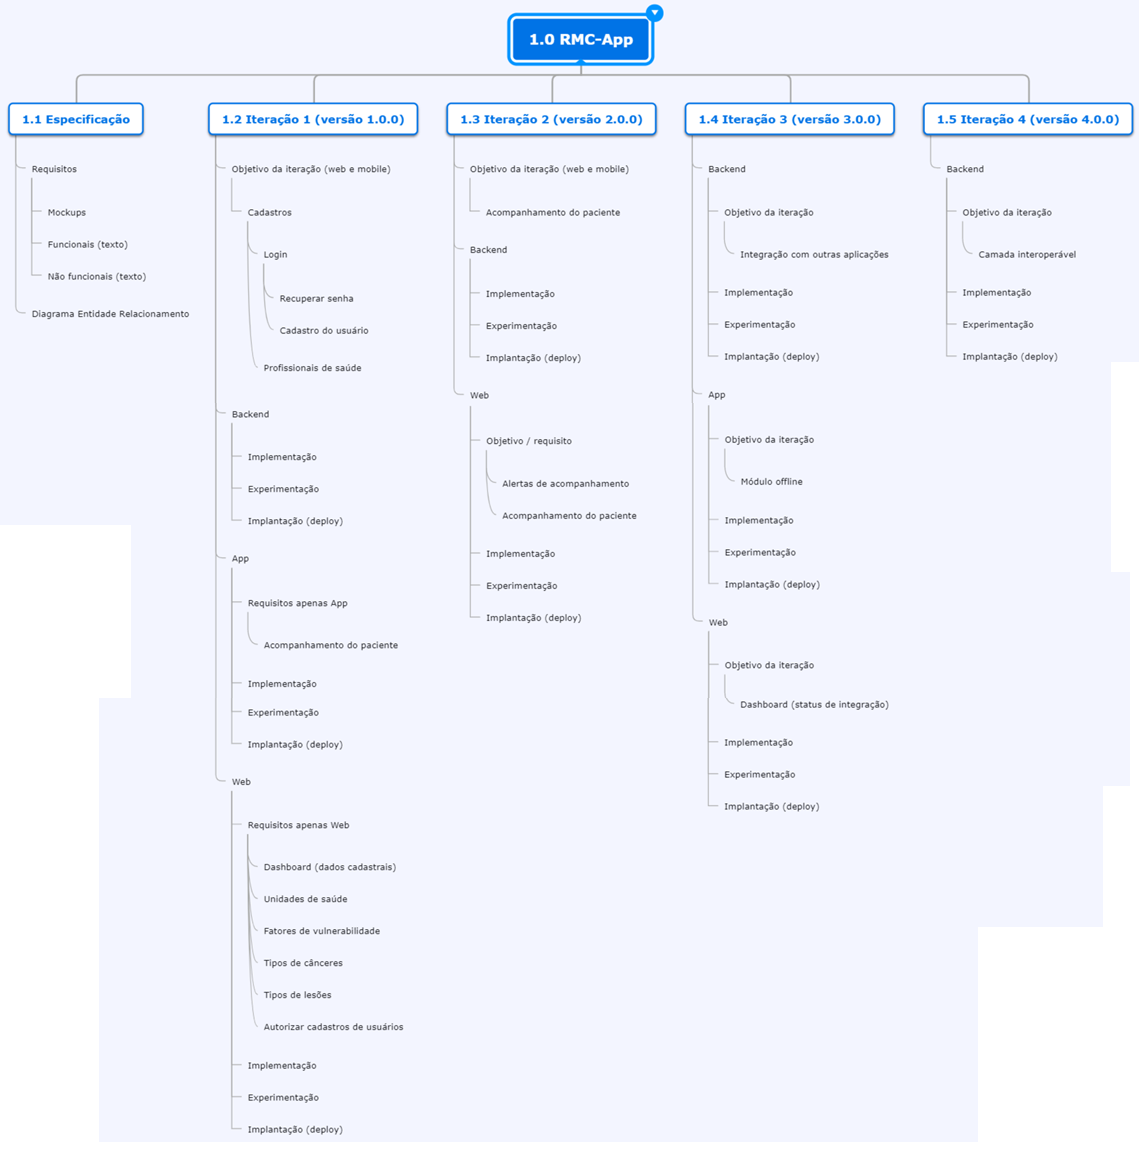 1.0 RMC-App
1.1 Especificação
Requisitos
Mockups
Funcionais (texto)
Não funcionais (texto)
Diagrama Entidade Relacionamento
1.2 Iteração 1 (versão 1.0.0)
Objetivo da iteração (web e mobile)
Cadastros
Login
Recuperar senha
Cadastro do usuário
Profissionais de saúde
Backend
Implementação
Experimentação
Implantação (deploy)
App
Requisitos apenas App
Acompanhamento do paciente
Implementação
Experimentação
Implantação (deploy)
Web
Requisitos apenas Web
Dashboard (dados cadastrais)
Unidades de saúde
Fatores de vulnerabilidade
Tipos de cânceres
Tipos de lesões
Autorizar cadastros de usuários
Implementação
Experimentação
Implantação (deploy)
1.3 Iteração 2 (versão 2.0.0)
Objetivo da iteração (web e mobile)
Acompanhamento do paciente
Backend
Implementação
Experimentação
Implantação (deploy)
Web
Objetivo / requisito
Alertas de acompanhamento
Acompanhamento do paciente
Implementação
Experimentação
Implantação (deploy)
1.4 Iteração 3 (versão 3.0.0)
Backend
Objetivo da iteração
Integração com outras aplicações
Implementação
Experimentação
Implantação (deploy)
App
Objetivo da iteração
Módulo offline
Implementação
Experimentação
Implantação (deploy)
Web
Objetivo da iteração
Dashboard (status de integração)
Implementação
Experimentação
Implantação (deploy)
1.5 Iteração 4 (versão 4.0.0)
Backend
Objetivo da iteração
Camada interoperável
Implementação
Experimentação
Implantação (deploy)